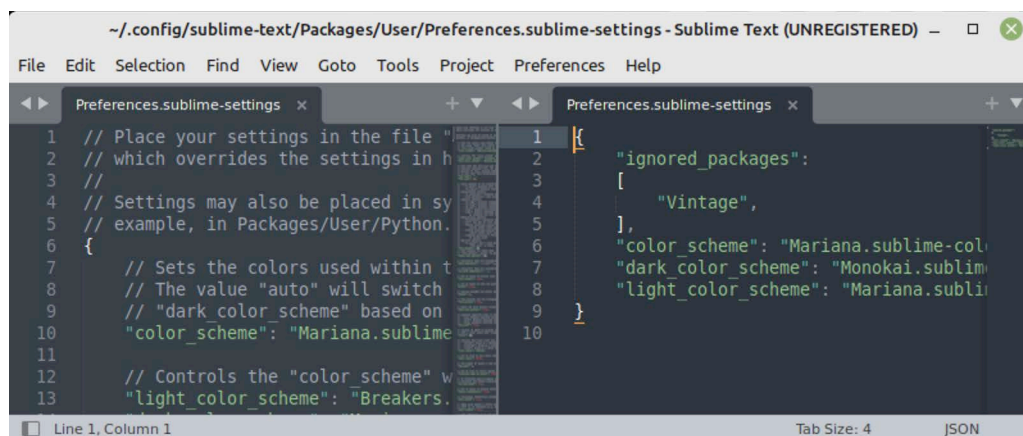 ~/.config/sublime-text/Packages/User/Preferences.sublime-settings - Sublime Text (UNREGISTERED)
File Edit Selection Find View Goto Tools Project Preferences Help
Preferences.sublime-settings
1 // Place your settings in the file "
2 // which overrides the settings in h
3 //
4 // Settings may also be placed in sy
5 // example, in Packages/User/Python.
6 {
7 // Sets the colors used within t
8 // The value "auto" will switch
9 // "dark_color_scheme" based on
10 "color_scheme": "Mariana.sublime
11
12 // Controls the "color_scheme" w
13 "light_color_scheme": "Breakers.
Preferences.sublime-settings
1 {
2 "ignored_packages":
3 [
4 "Vintage",
5 ],
6 "color_scheme": "Mariana.sublime-col
7 "dark_color_scheme": "Monokai.sublim
8 "light_color_scheme": "Mariana.subli
9 }
10
Line 1, Column 1
Tab Size: 4
JSON